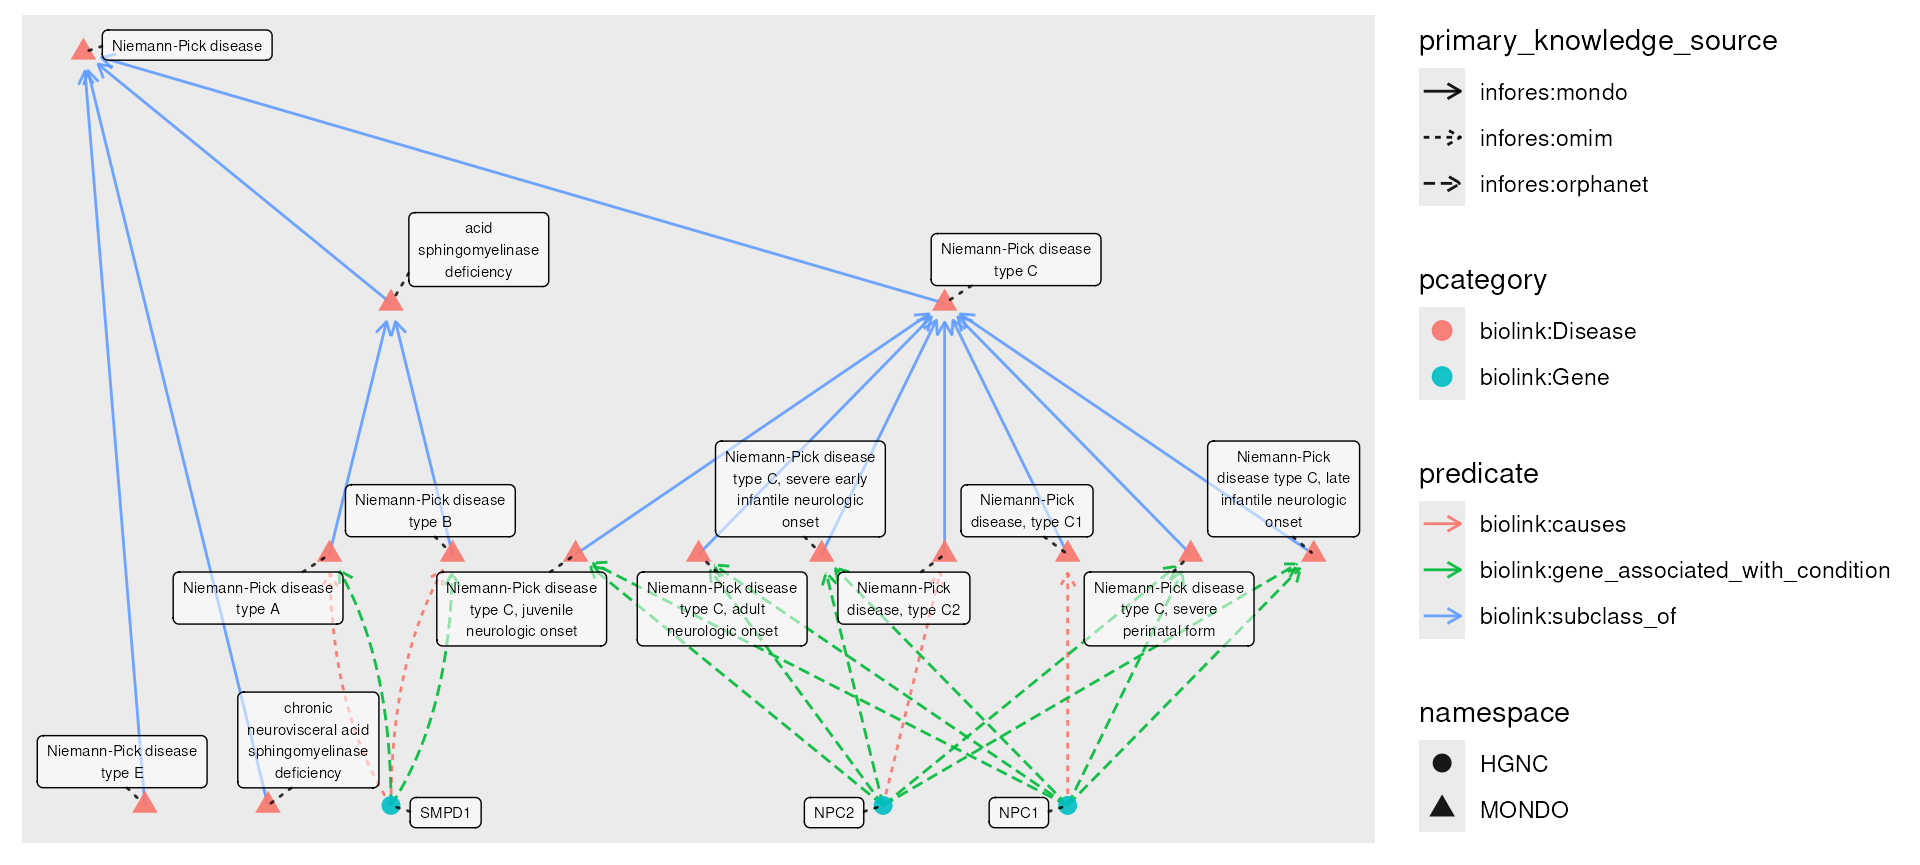 Niemann-Pick disease
acid
sphingomyelinase
deficiency
Niemann-Pick disease
type C
Niemann-Pick disease
type C, severe early
infantile neurologic
onset
Niemann-Pick
disease type C, late
infantile neurologic
onset
Niemann-Pick disease
type B
Niemann-Pick
disease, type C1
Niemann-Pick disease
type A
Niemann-Pick disease
type C, juvenile
neurologic onset
Niemann-Pick disease
type C, adult
neurologic onset
Niemann-Pick
disease, type C2
Niemann-Pick disease
type C, severe
perinatal form
chronic
neurovisceral acid
sphingomyelinase
deficiency
Niemann-Pick disease
type E
SMPD1
NPC2
NPC1
primary_knowledge_source
infores:mondo
infores:omim
infores:orphanet
pcategory
biolink:Disease
biolink:Gene
predicate
biolink:causes
biolink:gene_associated_with_condition
biolink:subclass_of
namespace
HGNC
MONDO